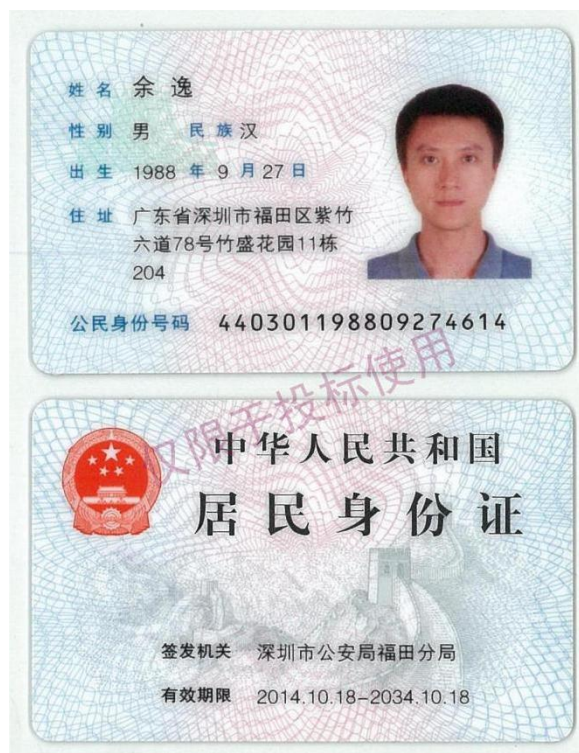 姓名 余逸
性别 男 民族 汉
出生 1988 年 9 月 27 日
住址 广东省深圳市福田区紫竹
六道78号竹盛花园11栋
204
公民身份号码 440301198809274614
仅限于投标使用
中华人民共和国
居民身份证
签发机关 深圳市公安局福田分局
有效期限 2014.10.18-2034.10.18